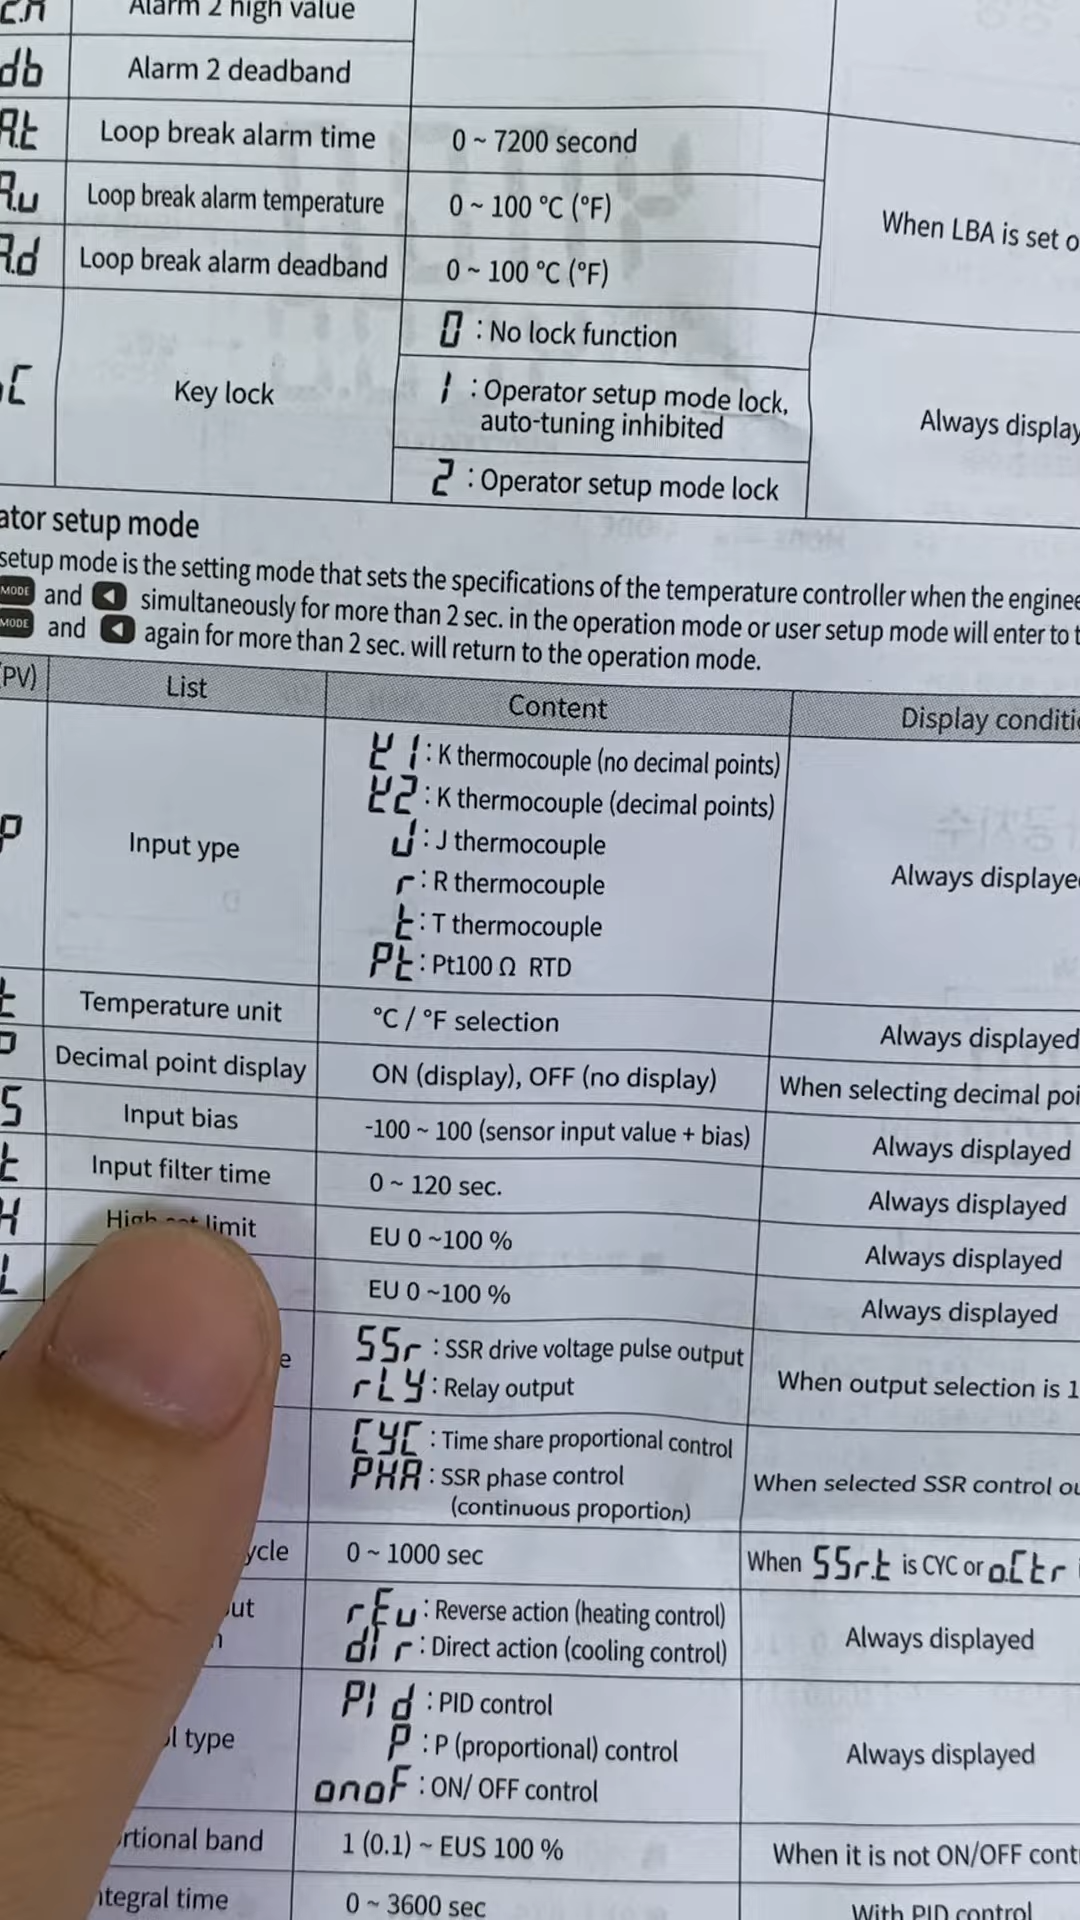 Alarm 2 high value
db Alarm 2 deadband
A.t Loop break alarm time 0 ~ 7200 second
A.u Loop break alarm temperature 0 ~ 100 °C (°F) When LBA is set
A.d Loop break alarm deadband 0 ~ 100 °C (°F)
0 : No lock function
Key lock 1 : Operator setup mode lock, Always display
auto-tuning inhibited
2 : Operator setup mode lock
ator setup mode
setup mode is the setting mode that sets the specifications of the temperature controller when the enginee
MODE and ◀ simultaneously for more than 2 sec. in the operation mode or user setup mode will enter to t
MODE and ◀ again for more than 2 sec. will return to the operation mode.
(PV) List Content Display conditi
K1 : K thermocouple (no decimal points)
K2 : K thermocouple (decimal points)
P Input ype J : J thermocouple Always displaye
r : R thermocouple
t : T thermocouple
Pt : Pt100 Ω RTD
t Temperature unit °C / °F selection Always displayed
P Decimal point display ON (display), OFF (no display) When selecting decimal poi
S Input bias -100 ~ 100 (sensor input value + bias) Always displayed
t Input filter time 0 ~ 120 sec. Always displayed
H High set limit EU 0 ~100 % Always displayed
L EU 0 ~100 % Always displayed
e SSr : SSR drive voltage pulse output When output selection is 1
rLY : Relay output
CYC : Time share proportional control
PHA : SSR phase control When selected SSR control ou
(continuous proportion)
ycle 0 ~ 1000 sec When SSr.t is CYC or o.Ctr
ut rEv : Reverse action (heating control) Always displayed
n dIr : Direct action (cooling control)
PId : PID control
l type P : P (proportional) control Always displayed
onoF : ON/ OFF control
rtional band 1 (0.1) ~ EUS 100 % When it is not ON/OFF cont
ntegral time 0 ~ 3600 sec With PID control